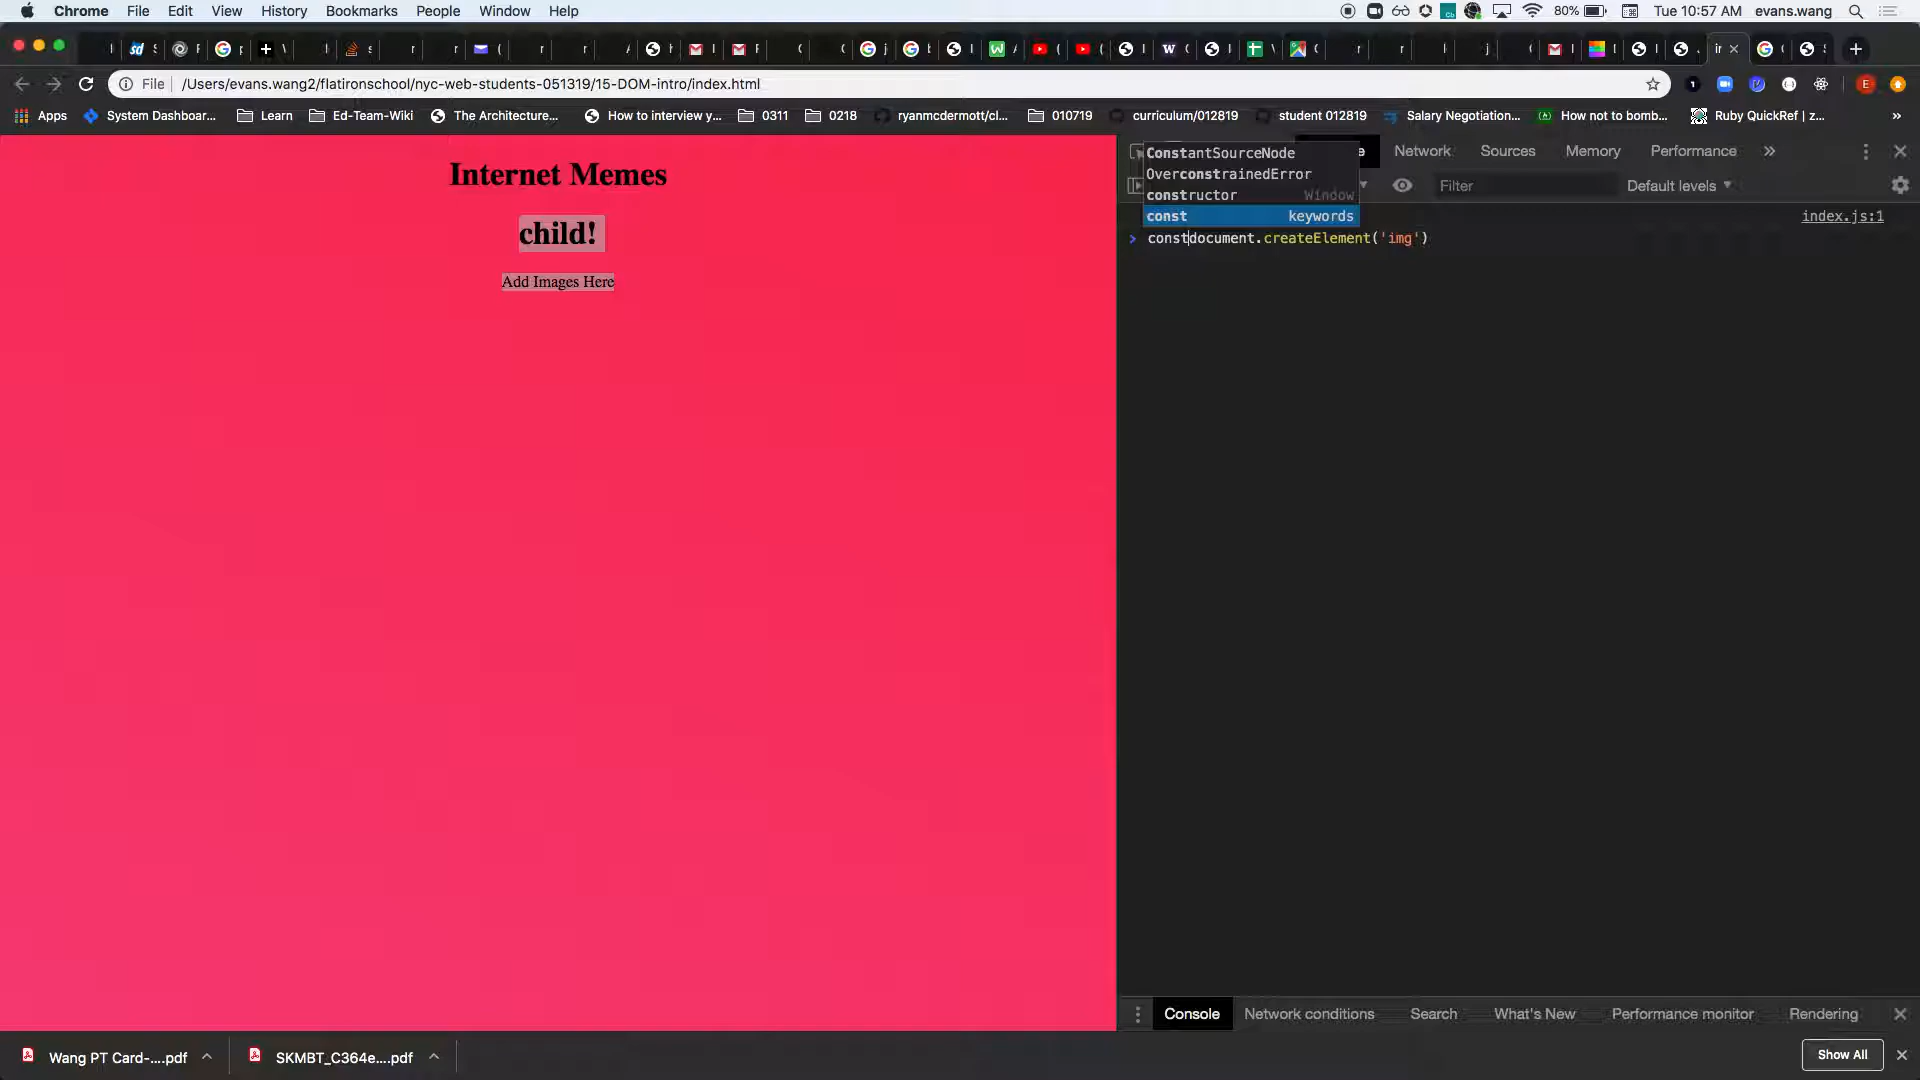 Chrome File Edit View History Bookmarks People Window Help 80% Tue 10:57 AM evans.wang
File /Users/evans.wang2/flatironschool/nyc-web-students-051319/15-DOM-intro/index.html
Apps System Dashboar... Learn Ed-Team-Wiki The Architecture... How to interview y... 0311 0218 ryanmcdermott/cl... 010719 curriculum/012819 student 012819 Salary Negotiation... How not to bomb... Ruby QuickRef | z... »
Internet Memes
child!
Add Images Here
Network Sources Memory Performance »
Filter Default levels
ConstantSourceNode
OverconstrainedError
constructor Window
const keywords
index.js:1
> constdocument.createElement('img')
Console Network conditions Search What's New Performance monitor Rendering
Wang PT Card-....pdf SKMBT_C364e....pdf Show All